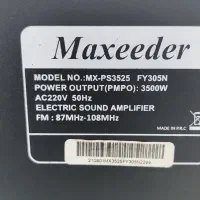 Maxeeder
MODEL NO.:MX-PS3525 FY305N
POWER OUTPUT(PMPO): 3500W
AC220V 50Hz
ELECTRIC SOUND AMPLIFIER
FM : 87MHz-108MHz
MADE IN P.R.C